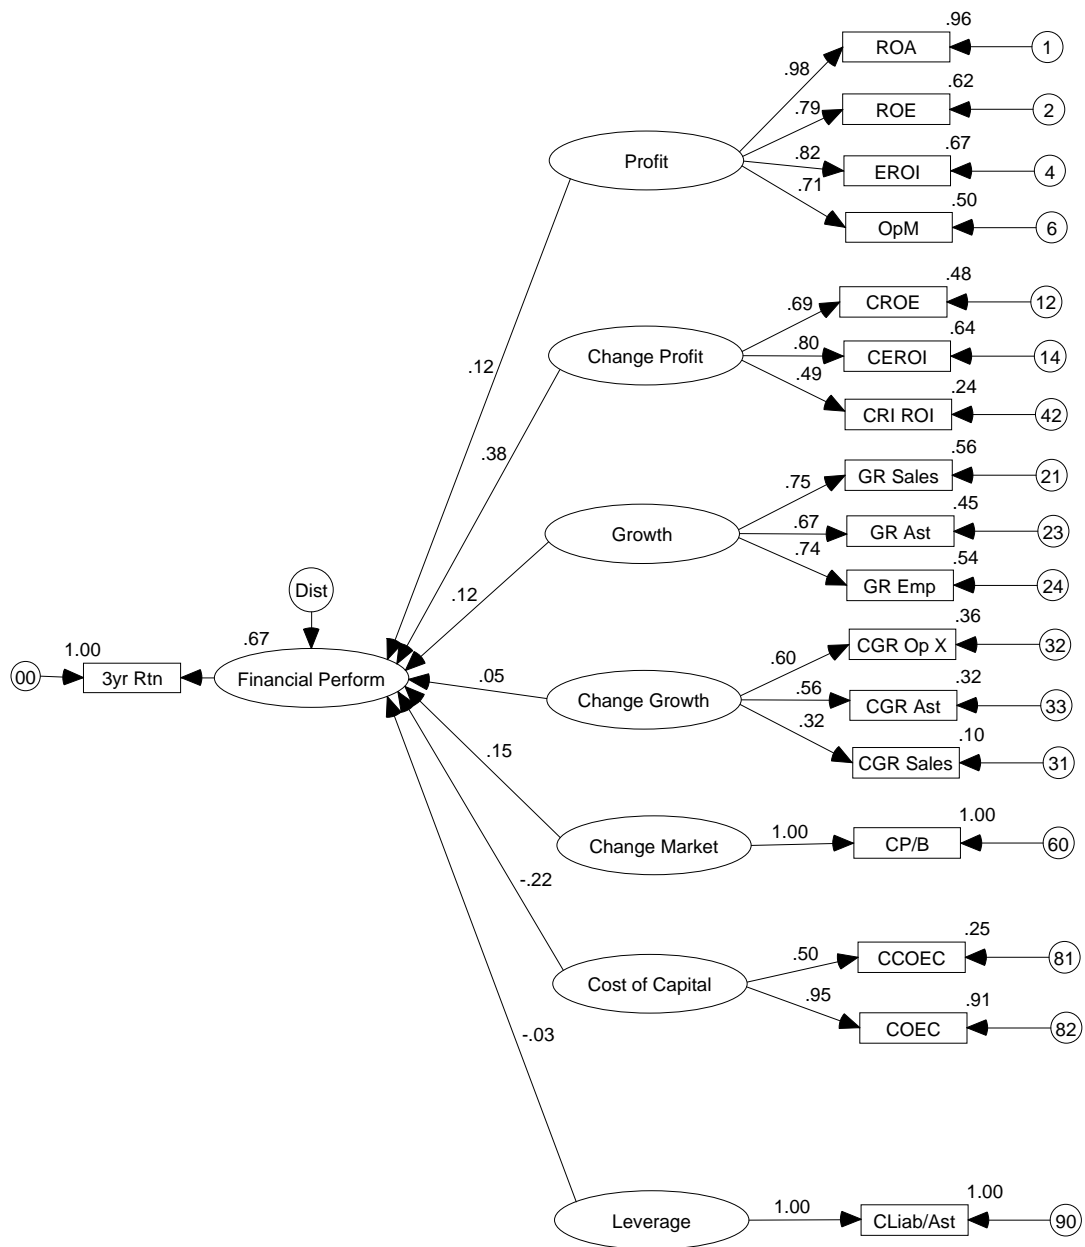 .96
ROA
1
.98
.62
ROE
2
.79
Profit
.67
.82
EROI
4
.71
.50
OpM
6
.48
CROE
12
.69
.64
Change Profit
.80
CEROI
14
.49
.24
CRI ROI
42
.12
.38
.56
GR Sales
21
.75
.45
Growth
.67
GR Ast
23
.74
.54
GR Emp
24
Dist
.12
.36
CGR Op X
32
.67
1.00
.60
00
3yr Rtn
Financial Perform
.05
Change Growth
.32
.56
CGR Ast
33
.32
.10
CGR Sales
31
.15
1.00
Change Market
1.00
CP/B
60
-.22
.25
.50
CCOEC
81
Cost of Capital
.95
.91
COEC
82
-.03
1.00
Leverage
1.00
CLiab/Ast
90